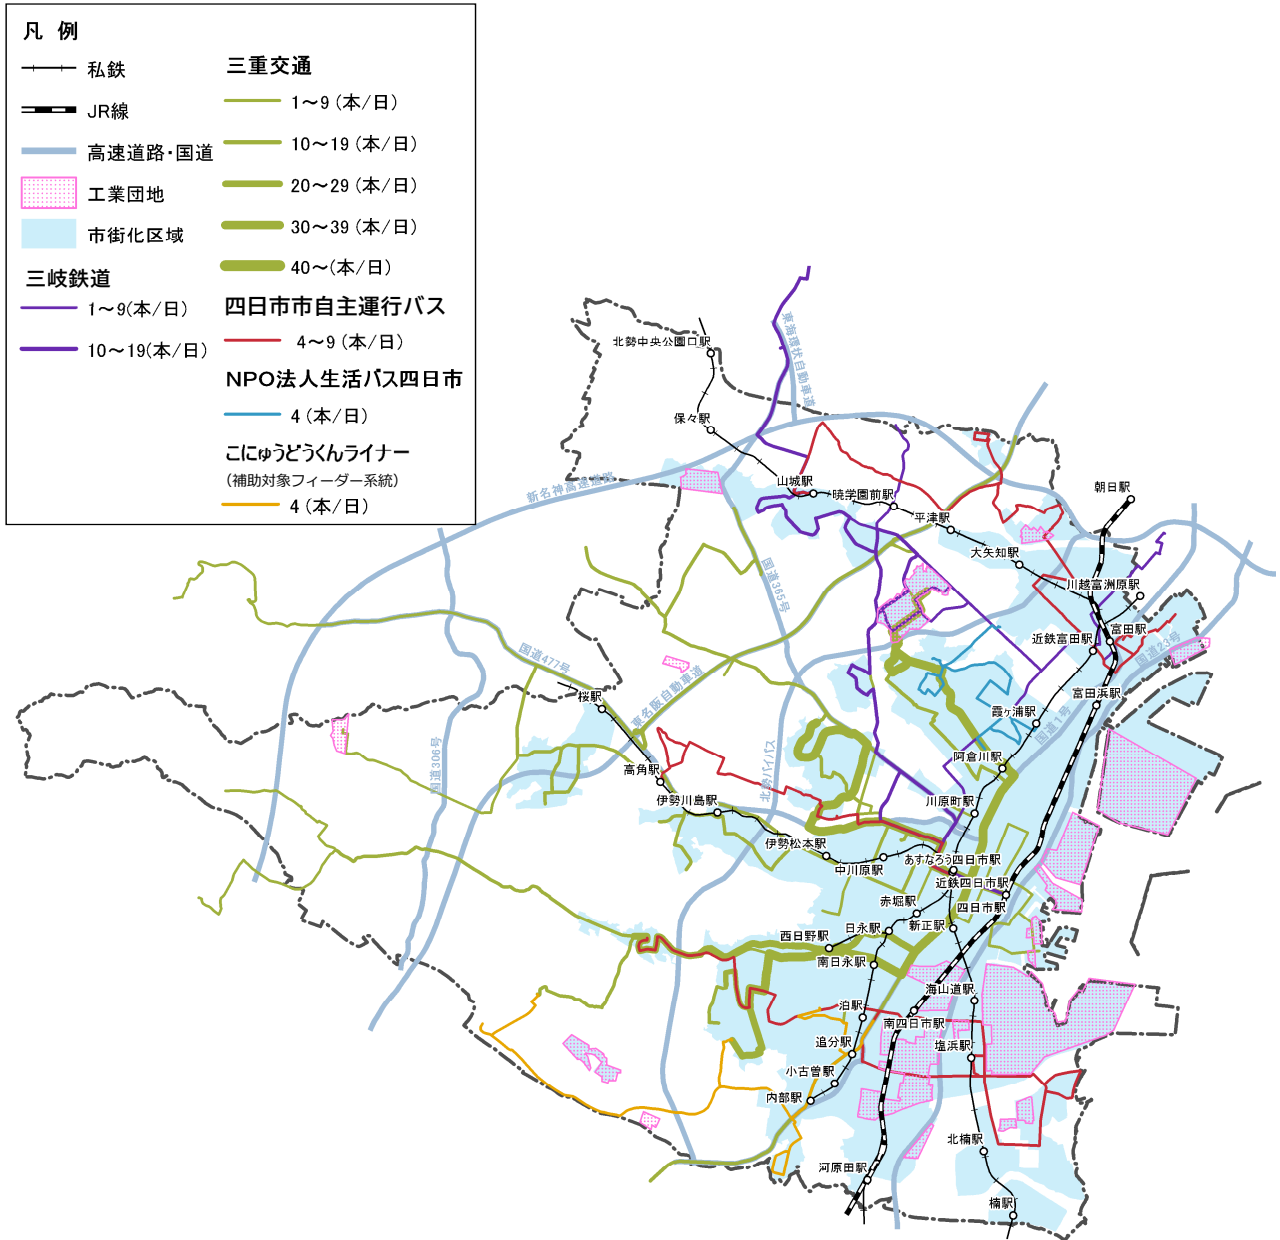 凡 例
私鉄
JR線
高速道路・国道
工業団地
市街化区域
三岐鉄道
1〜9(本/日)
10〜19(本/日)
三重交通
1〜9 (本/日)
10〜19 (本/日)
20〜29 (本/日)
30〜39 (本/日)
40〜(本/日)
四日市市自主運行バス
4〜9 (本/日)
NPO法人生活バス四日市
4 (本/日)
こにゅうどうくんライナー
(補助対象フィーダー系統)
4 (本/日)
東海環状自動車道
北勢中央公園口駅
保々駅
新名神高速道路
山城駅
暁学園前駅
朝日駅
平津駅
大矢知駅
国道365号
川越富洲原駅
富田駅
近鉄富田駅
国道23号
国道477号
東名阪自動車道
桜駅
富田浜駅
霞ヶ浦駅
国道1号
国道306号
北勢バイパス
阿倉川駅
高角駅
伊勢川島駅
川原町駅
伊勢松本駅
中川原駅
あすなろう四日市駅
近鉄四日市駅
赤堀駅
四日市駅
新正駅
日永駅
西日野駅
南日永駅
海山道駅
泊駅
南四日市駅
追分駅
塩浜駅
小古曽駅
内部駅
北楠駅
河原田駅
楠駅